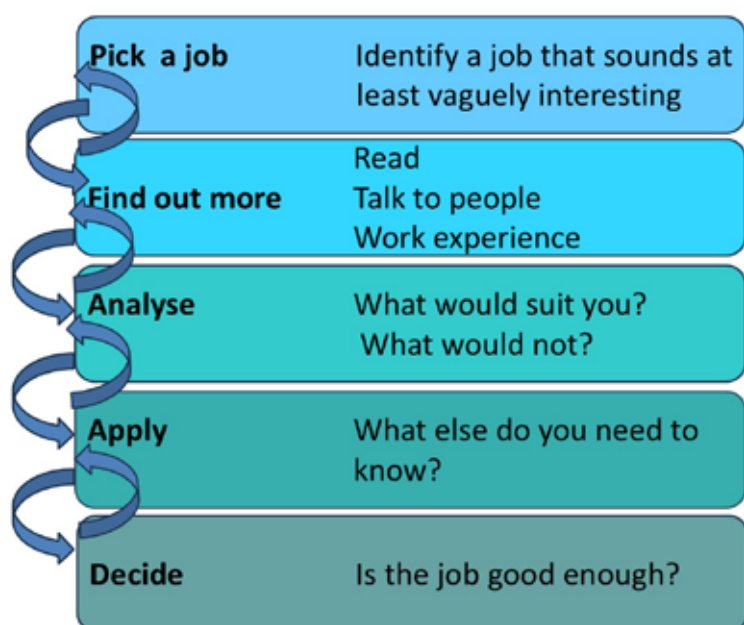 Pick a job
Identify a job that sounds at
least vaguely interesting
Find out more
Read
Talk to people
Work experience
Analyse
What would suit you?
What would not?
Apply
What else do you need to
know?
Decide
Is the job good enough?